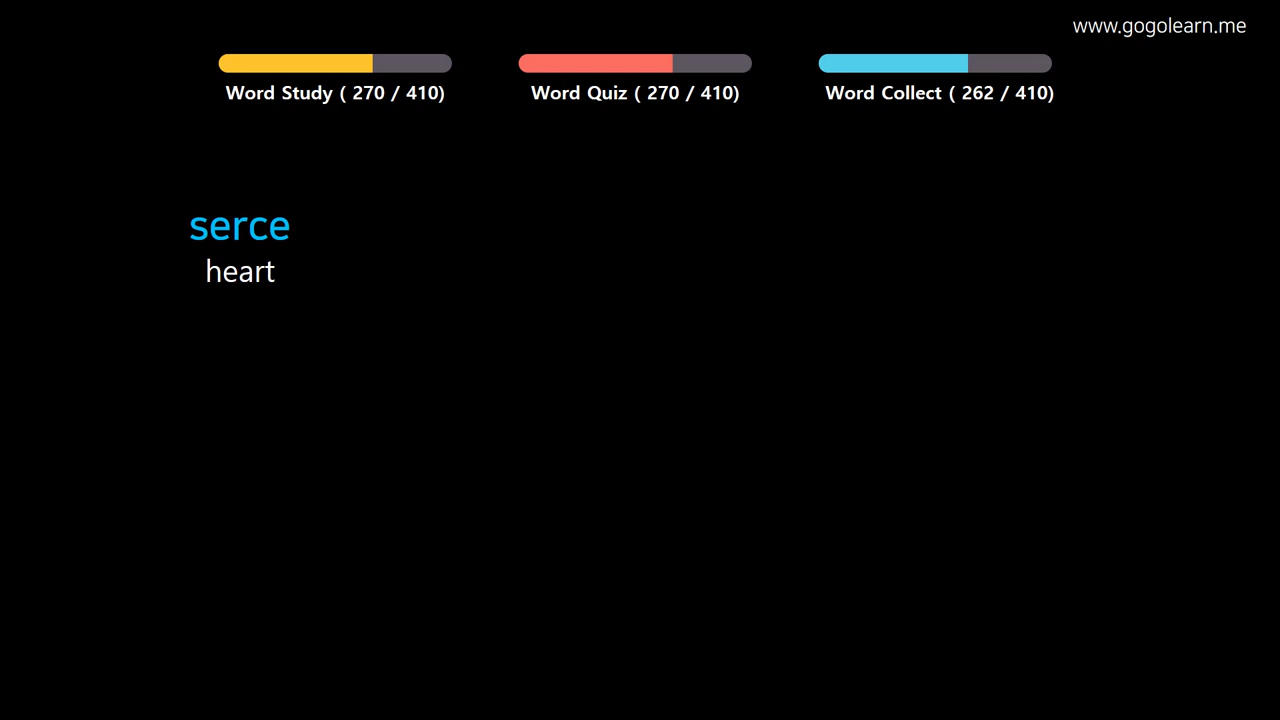 www.gogolearn.me
Word Study ( 270 / 410)
Word Quiz ( 270 / 410)
Word Collect ( 262 / 410)
serce
heart